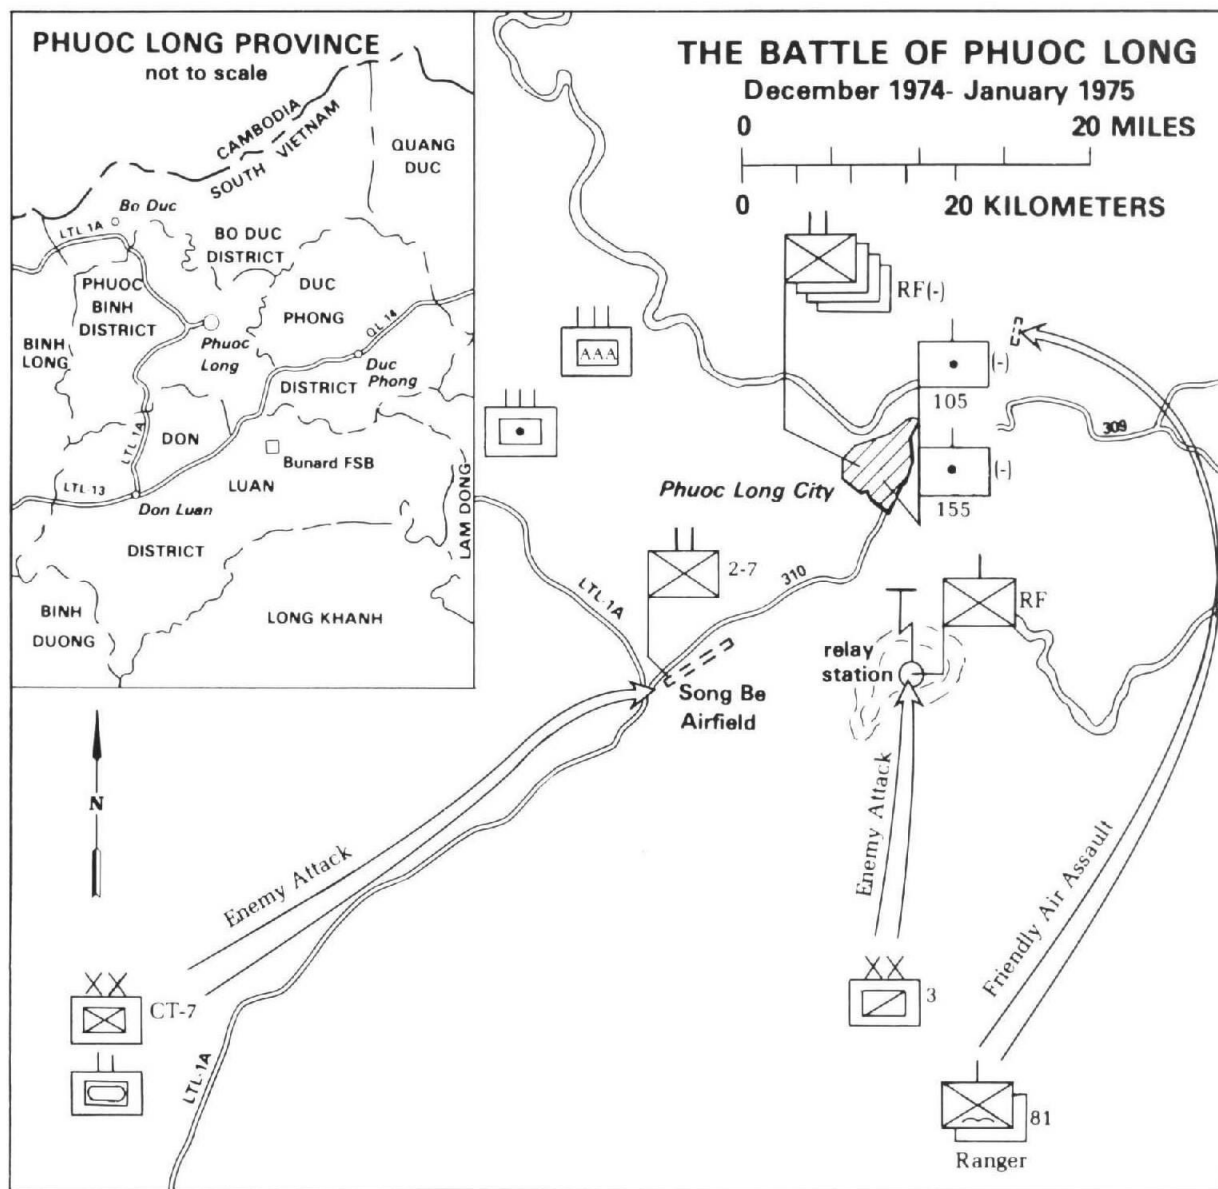 PHUOC LONG PROVINCE
not to scale
CAMBODIA
SOUTH VIETNAM
QUANG
DUC
Bo Duc
LTL 1A
BO DUC
DISTRICT
PHUOC
BINH
DISTRICT
DUC
PHONG
QL 14
BINH
LONG
Phuoc
Long
Duc
Phong
DISTRICT
LTL 1A
DON
Bunard FSB
LTL-13
LUAN
Don Luan
LAM DONG
DISTRICT
BINH
DUONG
LONG KHANH
THE BATTLE OF PHUOC LONG
December 1974- January 1975
0 20 MILES
0 20 KILOMETERS
RF(-)
AAA
(-)
105
309
(-)
155
Phuoc Long City
2-7
310
LTL-1A
RF
relay
station
Song Be
Airfield
N
Enemy Attack
Enemy Attack
Friendly Air Assault
CT-7
3
LTL-1A
81
Ranger